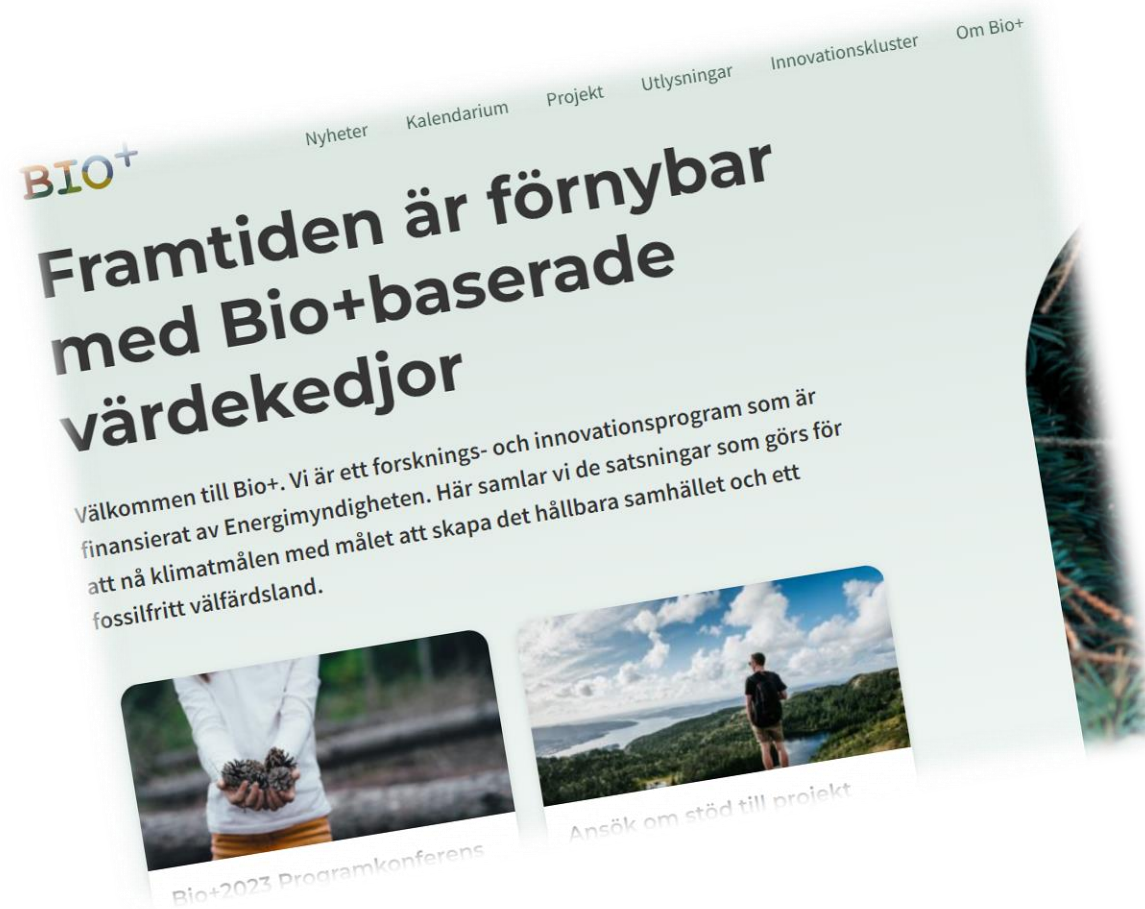 BIO+
Nyheter Kalendarium Projekt Utlysningar Innovationskluster Om Bio+
Framtiden är förnybar
med Bio+baserade
värdekedjor
Välkommen till Bio+. Vi är ett forsknings- och innovationsprogram som är
finansierat av Energimyndigheten. Här samlar vi de satsningar som görs för
att nå klimatmålen med målet att skapa det hållbara samhället och ett
fossilfritt välfärdsland.
Bio+2023 Programkonferens
Ansök om stöd till projekt